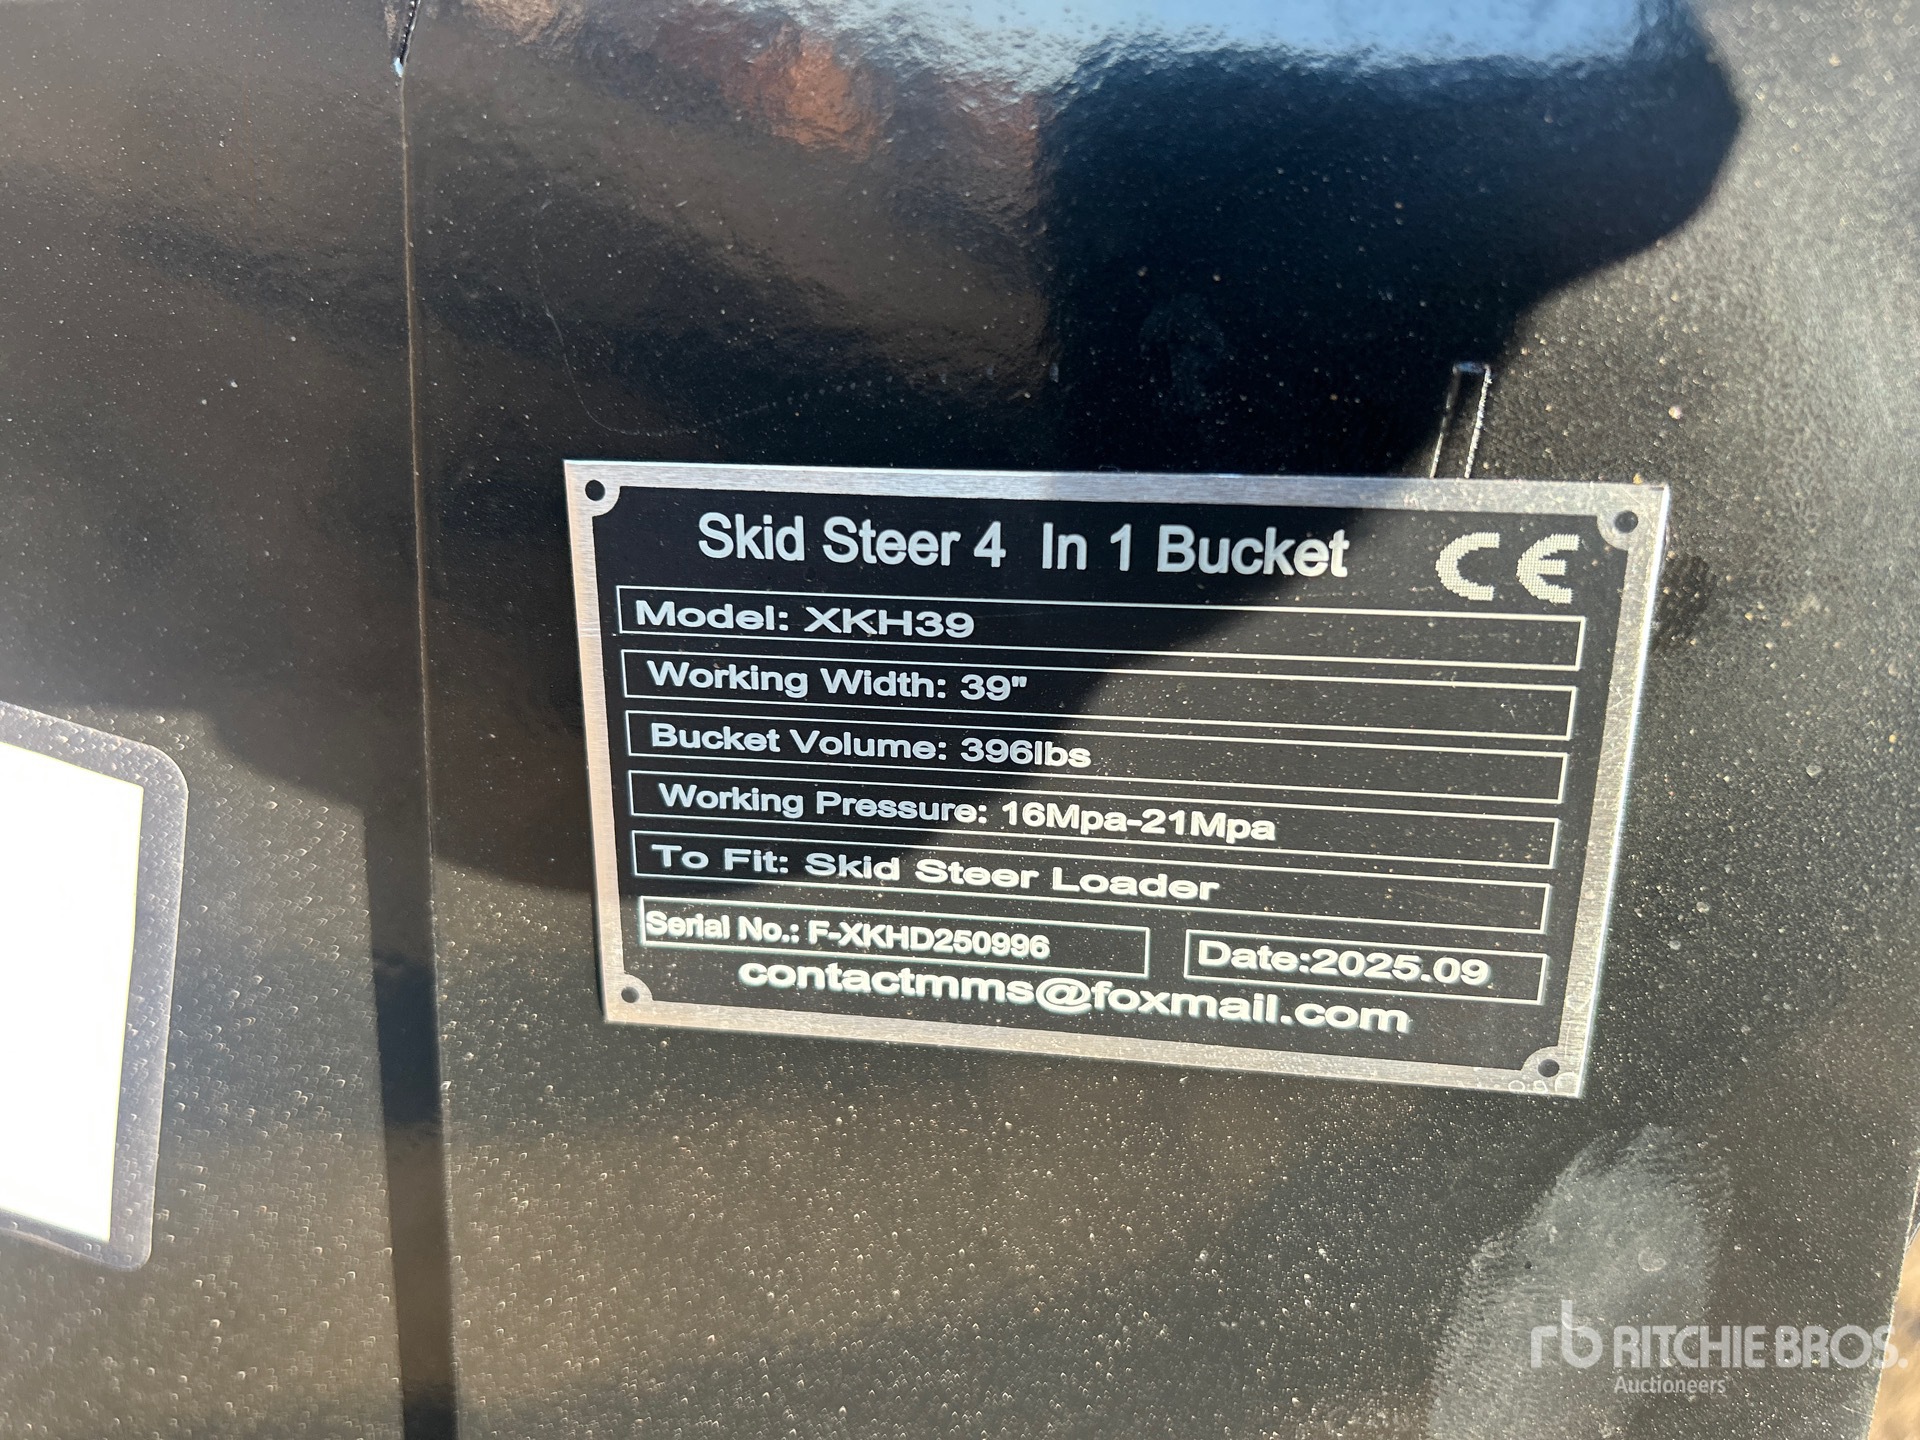 Skid Steer 4 In 1 Bucket CE
Model: XKH39
Working Width: 39"
Bucket Volume: 396lbs
Working Pressure: 16Mpa-21Mpa
To Fit: Skid Steer Loader
Serial No.: F-XKHD250996 Date:2025.09
contactmms@foxmail.com
rb RITCHIE BROS.
Auctioneers